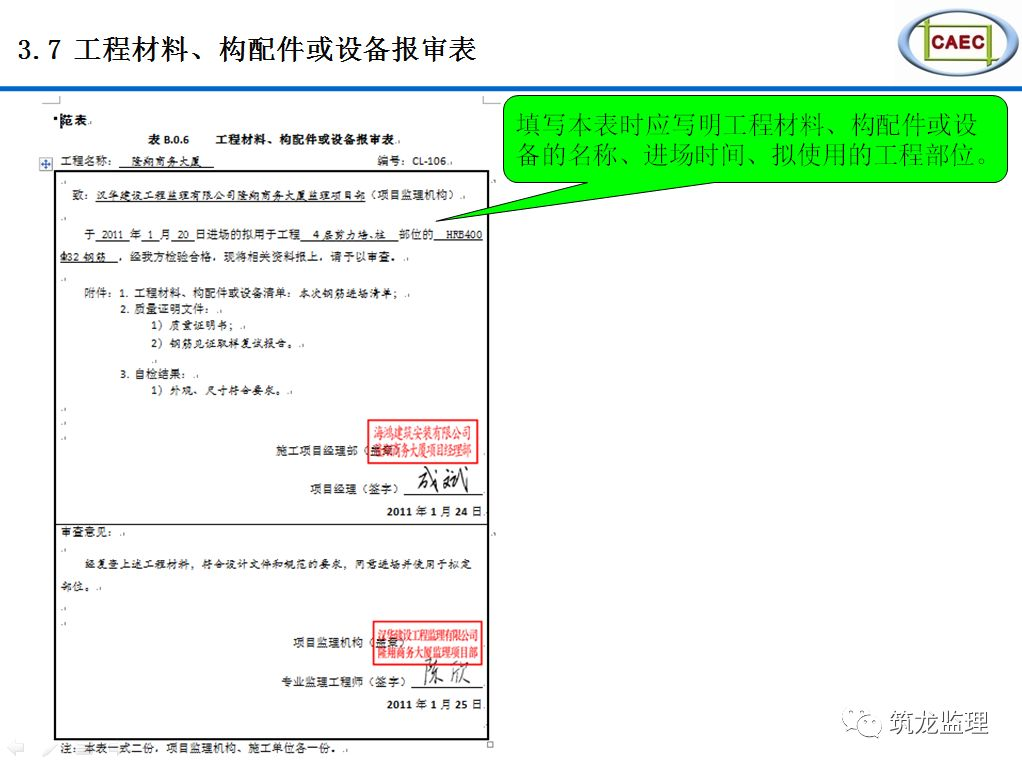 3.7 工程材料、构配件或设备报审表
CAEC
填写本表时应写明工程材料、构配件或设
备的名称、进场时间、拟使用的工程部位。
范表
表 B.0.6 工程材料、构配件或设备报审表
工程名称： 隆翔商务大厦 编号：CL-106
致：汉华建设工程监理有限公司隆翔商务大厦监理项目部（项目监理机构）
于 2011 年 1 月 20 日进场的拟用于工程 4 层剪力墙、柱 部位的 HRB400
Φ32 钢筋 ，经我方检验合格，现将相关资料报上，请予以审查。
附件：1. 工程材料、构配件或设备清单：本次钢筋进场清单；
2. 质量证明文件：
1）质量证明书；
2）钢筋见证取样复试报告。
3. 自检结果：
1）外观、尺寸符合要求。
海鸿建筑安装有限公司
施工项目经理部（盖章）
隆翔商务大厦项目经理部
项目经理（签字） 成斌
2011 年 1 月 24 日
审查意见：
经复查上述工程材料，符合设计文件和规范的要求，同意进场并使用于拟定
部位。
汉华建设工程监理有限公司
项目监理机构（盖章）
隆翔商务大厦监理项目部
专业监理工程师（签字） 陈欣
2011 年 1 月 25 日
注：本表一式二份，项目监理机构、施工单位各一份。
筑龙监理